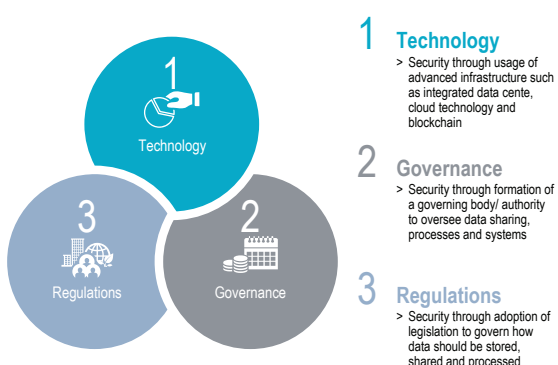 1
Technology
3
Regulations
2
Governance
1 Technology
> Security through usage of
advanced infrastructure such
as integrated data cente,
cloud technology and
blockchain
2 Governance
> Security through formation of
a governing body/ authority
to oversee data sharing,
processes and systems
3 Regulations
> Security through adoption of
legislation to govern how
data should be stored,
shared and processed